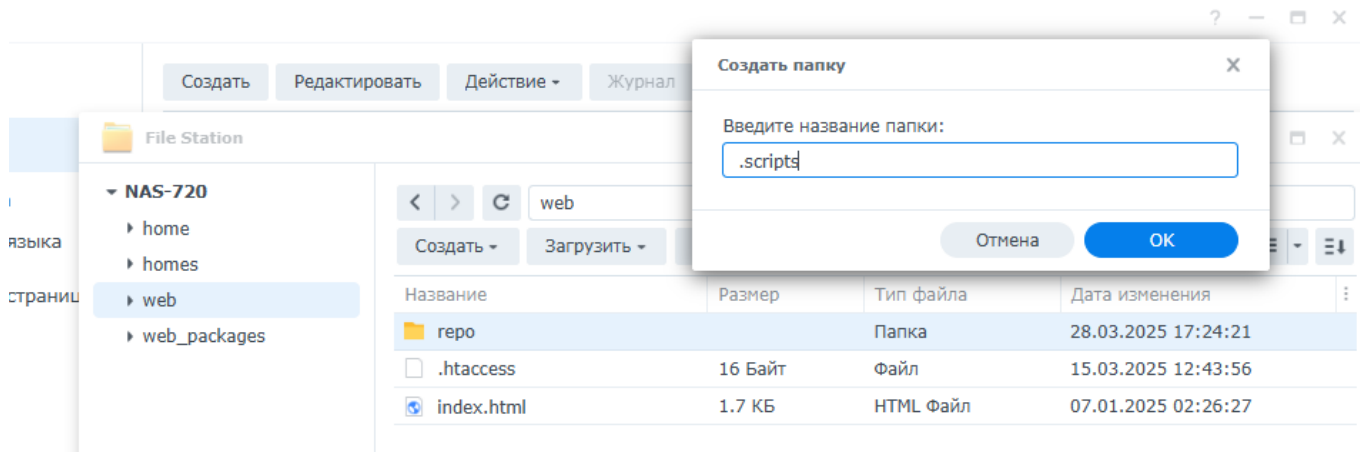 Создать Редактировать Действие Журнал
Создать папку
Введите название папки:
.scripts
Отмена OK
языка
страниц
File Station
NAS-720
home
homes
web
web_packages
web
Создать Загрузить
Название Размер Тип файла Дата изменения
repo Папка 28.03.2025 17:24:21
.htaccess 16 Байт Файл 15.03.2025 12:43:56
index.html 1.7 КБ HTML Файл 07.01.2025 02:26:27